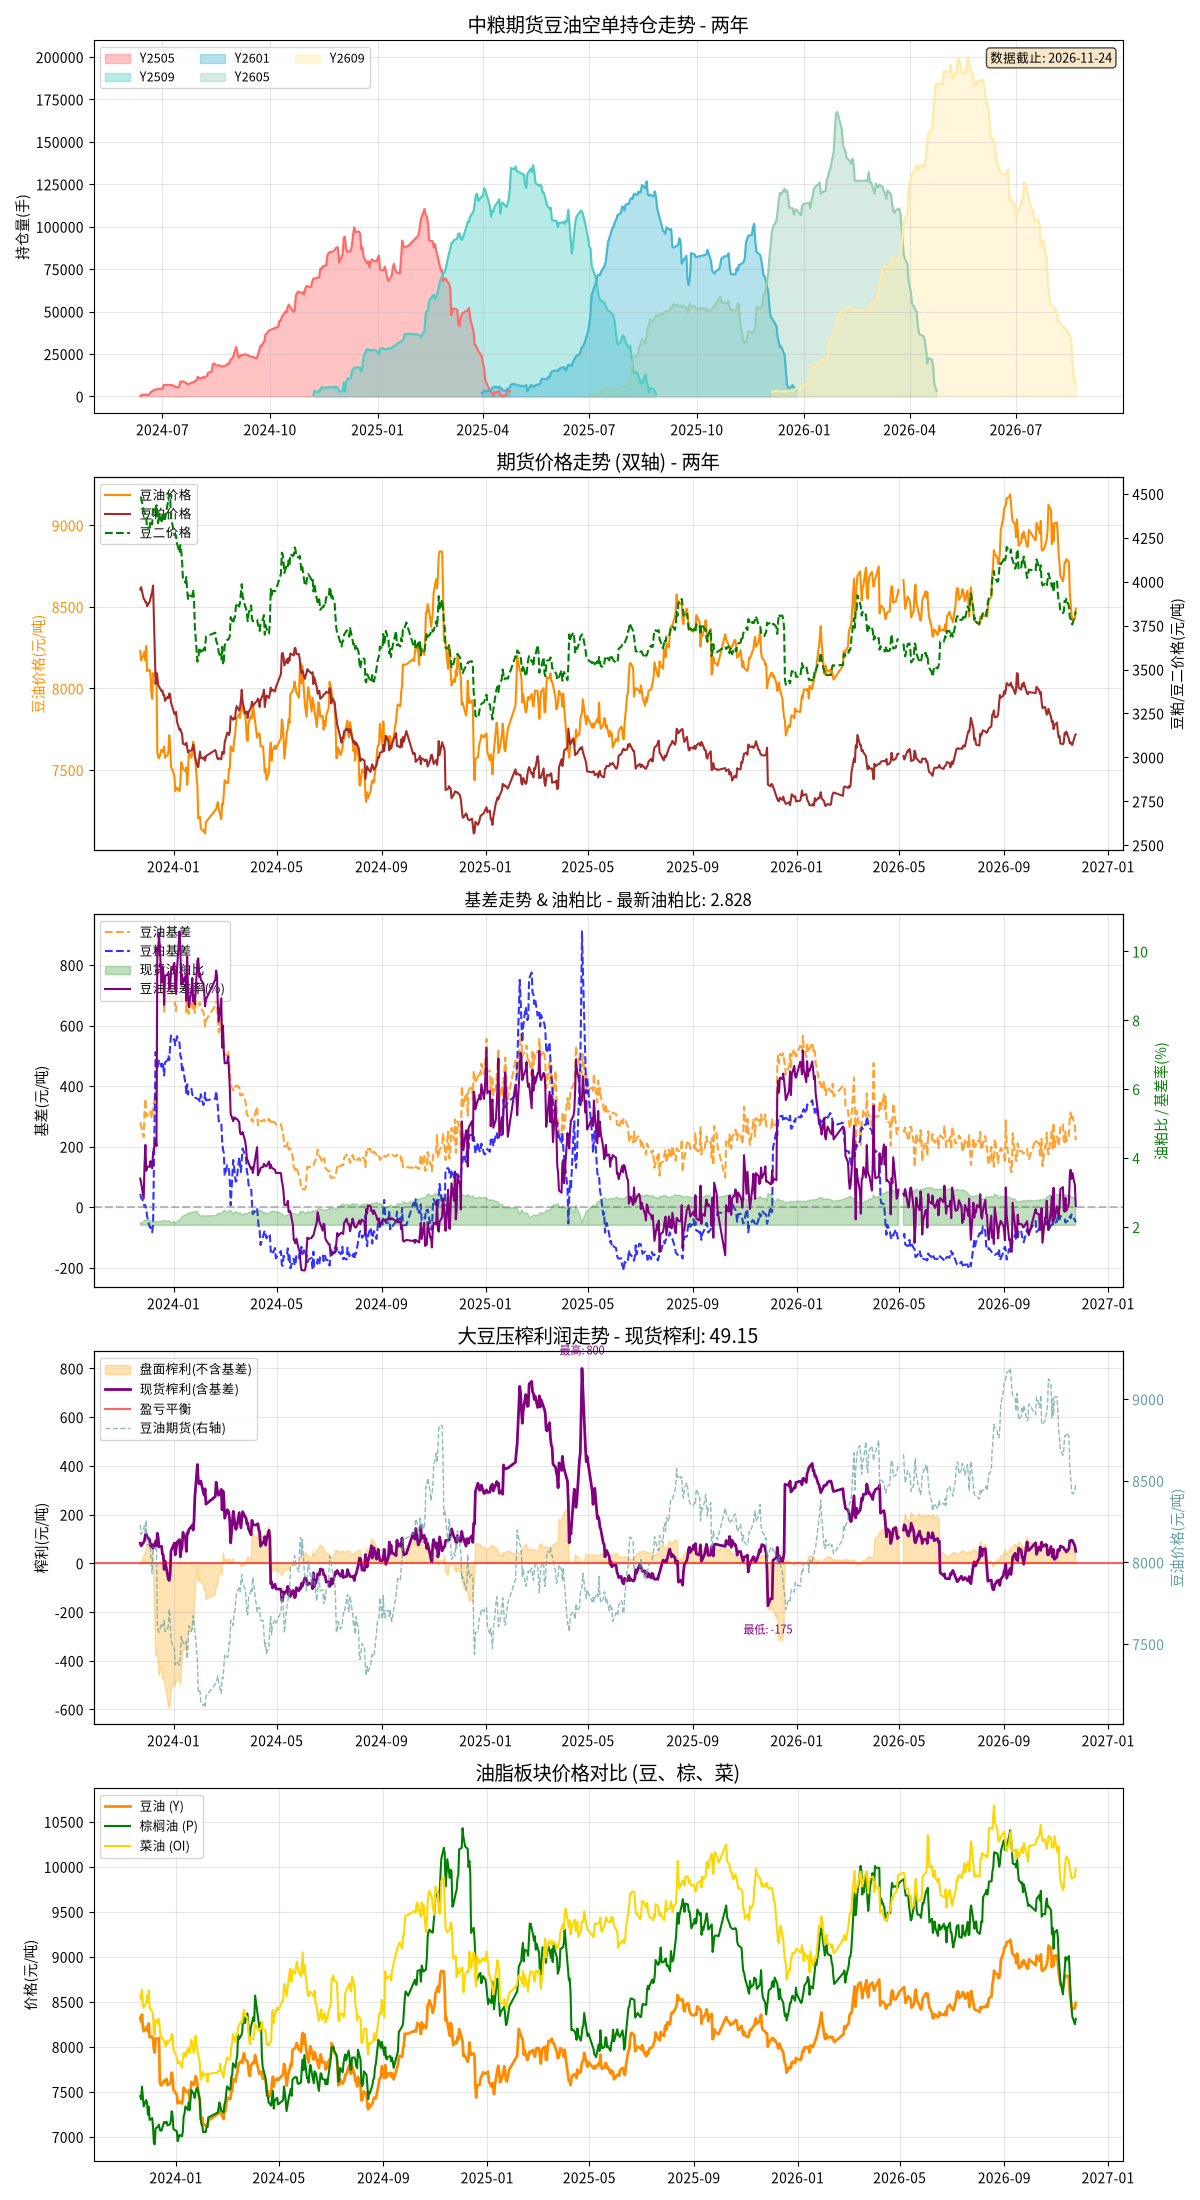 中粮期货豆油空单持仓走势 - 两年
Y2505 Y2601 Y2609
Y2509 Y2605
数据截止: 2026-11-24
持仓量(手)
200000
175000
150000
125000
100000
75000
50000
25000
0
2024-07 2024-10 2025-01 2025-04 2025-07 2025-10 2026-01 2026-04 2026-07
期货价格走势 (双轴) - 两年
豆油价格
豆粕价格
豆二价格
豆油价格(元/吨)
9000
8500
8000
7500
4500
4250
4000
3750
3500
3250
3000
2750
2500
豆粕/豆二价格(元/吨)
2024-01 2024-05 2024-09 2025-01 2025-05 2025-09 2026-01 2026-05 2026-09 2027-01
基差走势 & 油粕比 - 最新油粕比: 2.828
豆油基差
豆粕基差
现货油粕比
豆油基差率(%)
基差(元/吨)
800
600
400
200
0
-200
10
8
6
4
2
油粕比 / 基差率(%)
2024-01 2024-05 2024-09 2025-01 2025-05 2025-09 2026-01 2026-05 2026-09 2027-01
大豆压榨利润走势 - 现货榨利: 49.15
最高: 800
盘面榨利(不含基差)
现货榨利(含基差)
盈亏平衡
豆油期货(右轴)
最低: -175
榨利(元/吨)
800
600
400
200
0
-200
-400
-600
9000
8500
8000
7500
豆油价格(元/吨)
2024-01 2024-05 2024-09 2025-01 2025-05 2025-09 2026-01 2026-05 2026-09 2027-01
油脂板块价格对比 (豆、棕、菜)
豆油 (Y)
棕榈油 (P)
菜油 (OI)
价格(元/吨)
10500
10000
9500
9000
8500
8000
7500
7000
2024-01 2024-05 2024-09 2025-01 2025-05 2025-09 2026-01 2026-05 2026-09 2027-01